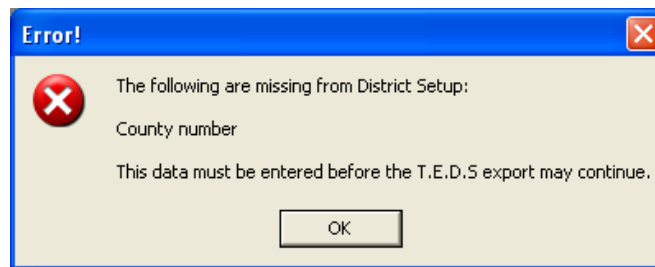 Error!
The following are missing from District Setup:
County number
This data must be entered before the T.E.D.S export may continue.
OK